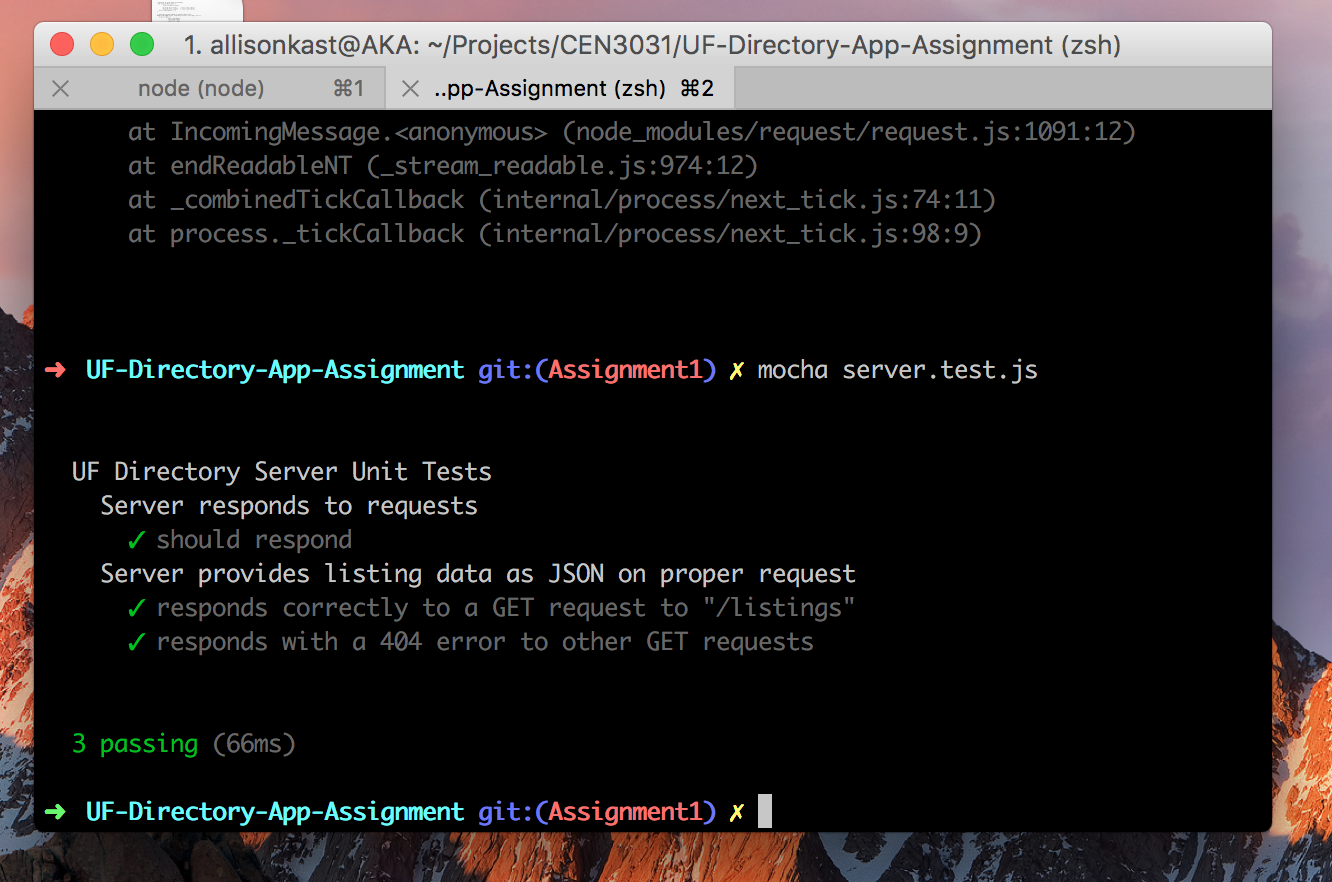 1. allisonkast@AKA: ~/Projects/CEN3031/UF-Directory-App-Assignment (zsh)
node (node) ⌘1 ..pp-Assignment (zsh) ⌘2
at IncomingMessage.<anonymous> (node_modules/request/request.js:1091:12)
at endReadableNT (_stream_readable.js:974:12)
at _combinedTickCallback (internal/process/next_tick.js:74:11)
at process._tickCallback (internal/process/next_tick.js:98:9)
➜ UF-Directory-App-Assignment git:(Assignment1) ✗ mocha server.test.js
UF Directory Server Unit Tests
Server responds to requests
✓ should respond
Server provides listing data as JSON on proper request
✓ responds correctly to a GET request to "/listings"
✓ responds with a 404 error to other GET requests
3 passing (66ms)
➜ UF-Directory-App-Assignment git:(Assignment1) ✗